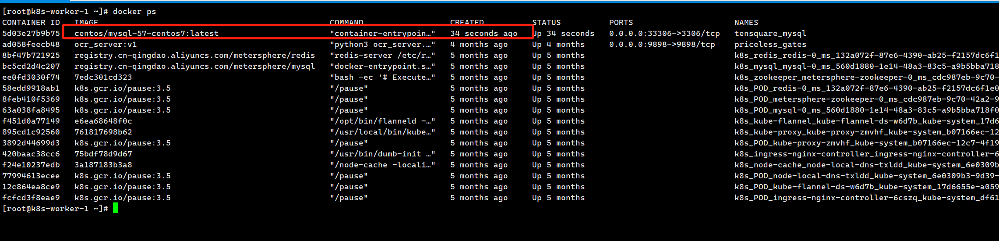 [root@k8s-worker-1 ~]# docker ps
CONTAINER ID   IMAGE   COMMAND   CREATED   STATUS   PORTS   NAMES
5d03e27b9b75   centos/mysql-57-centos7:latest   "container-entrypoin…"   34 seconds ago   Up 34 seconds   0.0.0.0:33306->3306/tcp   tensquare_mysql
ad058feecb48   ocr_server:v1   "python3 ocr_server.…"   4 months ago   Up 4 months   0.0.0.0:9898->9898/tcp   priceless_gates
8bf47b721925   registry.cn-qingdao.aliyuncs.com/metersphere/redis   "redis-server /etc/r…"   5 months ago   Up 5 months   k8s_redis_redis-0_ms_132a072f-87e6-4390-ab25-f2157dc6f1
bc5cd2d4c207   registry.cn-qingdao.aliyuncs.com/metersphere/mysql   "docker-entrypoint.s…"   5 months ago   Up 5 months   k8s_mysql_mysql-0_ms_560d1880-1e14-48a3-83c5-a9b5bba718
ee0fd3030f74   7edc301cd323   "bash -ec '# Execute…"   5 months ago   Up 5 months   k8s_zookeeper_metersphere-zookeeper-0_ms_cdc987eb-9c70-
58edd9918ab1   k8s.gcr.io/pause:3.5   "/pause"   5 months ago   Up 5 months   k8s_POD_redis-0_ms_132a072f-87e6-4390-ab25-f2157dc6f1e0
8feb410f5369   k8s.gcr.io/pause:3.5   "/pause"   5 months ago   Up 5 months   k8s_POD_metersphere-zookeeper-0_ms_cdc987eb-9c70-42a2-9
63a038fa8495   k8s.gcr.io/pause:3.5   "/pause"   5 months ago   Up 5 months   k8s_POD_mysql-0_ms_560d1880-1e14-48a3-83c5-a9b5bba718f0
f451d0a77149   e6ea68648f0c   "/opt/bin/flanneld -…"   5 months ago   Up 5 months   k8s_kube-flannel_kube-flannel-ds-w6d7b_kube-system_17d6
895cd1c92560   761817698b62   "/usr/local/bin/kube…"   5 months ago   Up 5 months   k8s_kube-proxy_kube-proxy-zmvhf_kube-system_b07166ec-12
3892d44699d3   k8s.gcr.io/pause:3.5   "/pause"   5 months ago   Up 5 months   k8s_POD_kube-proxy-zmvhf_kube-system_b07166ec-12c7-4f19
420baac38cc6   75bdf78d9d67   "/usr/bin/dumb-init …"   5 months ago   Up 5 months   k8s_ingress-nginx-controller_ingress-nginx-controller-6
f24e10237edb   3a187183b3a8   "/node-cache -locali…"   5 months ago   Up 5 months   k8s_node-cache_node-local-dns-txldd_kube-system_6e0309b
77994613ecee   k8s.gcr.io/pause:3.5   "/pause"   5 months ago   Up 5 months   k8s_POD_node-local-dns-txldd_kube-system_6e0309b3-9d39-
12c864ea8ce9   k8s.gcr.io/pause:3.5   "/pause"   5 months ago   Up 5 months   k8s_POD_kube-flannel-ds-w6d7b_kube-system_17d6655e-a059
fcfcd3f8eae9   k8s.gcr.io/pause:3.5   "/pause"   5 months ago   Up 5 months   k8s_POD_ingress-nginx-controller-6cszq_kube-system_df61
[root@k8s-worker-1 ~]#